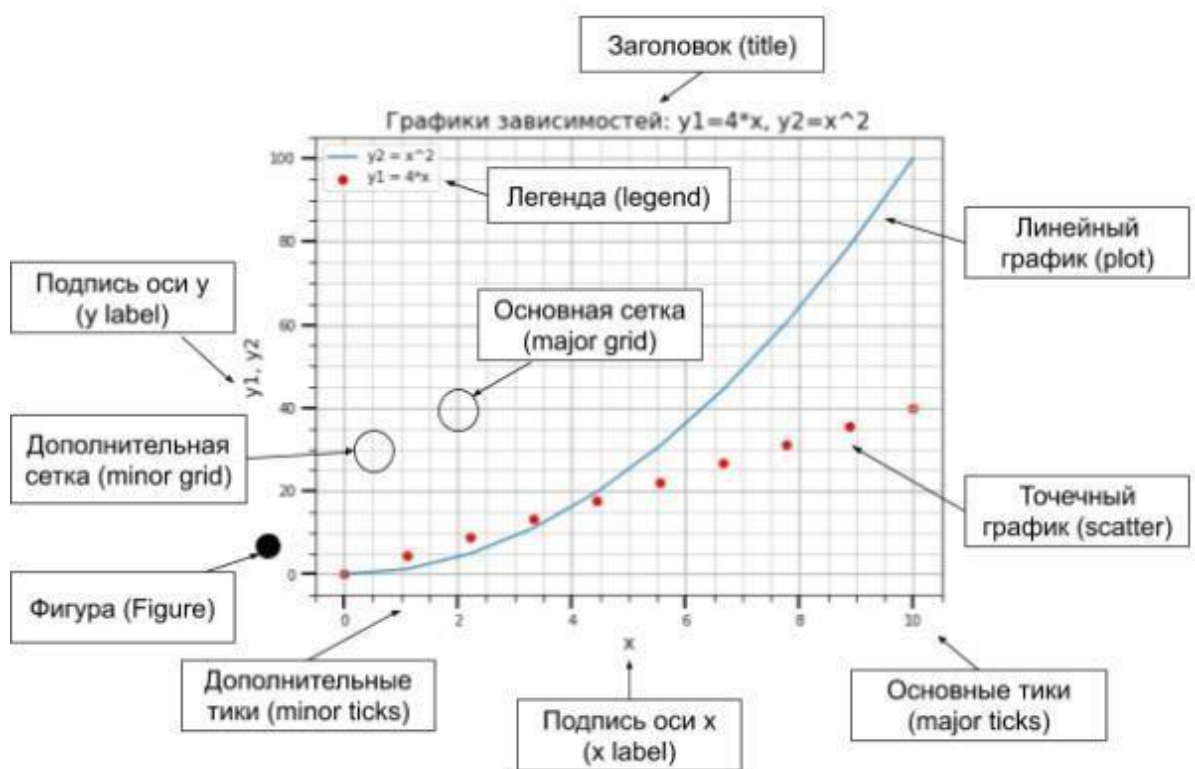 Заголовок (title)
Графики зависимостей: y1=4*x, y2=x^2
100
y2 = x^2
y1 = 4*x
Легенда (legend)
Линейный
график (plot)
80
Подпись оси y
(y label)
Основная сетка
(major grid)
60
y1, y2
40
Дополнительная
сетка (minor grid)
20
Точечный
график (scatter)
0
Фигура (Figure)
0 2 4 6 8 10
x
Дополнительные
тики (minor ticks)
Основные тики
(major ticks)
Подпись оси x
(x label)